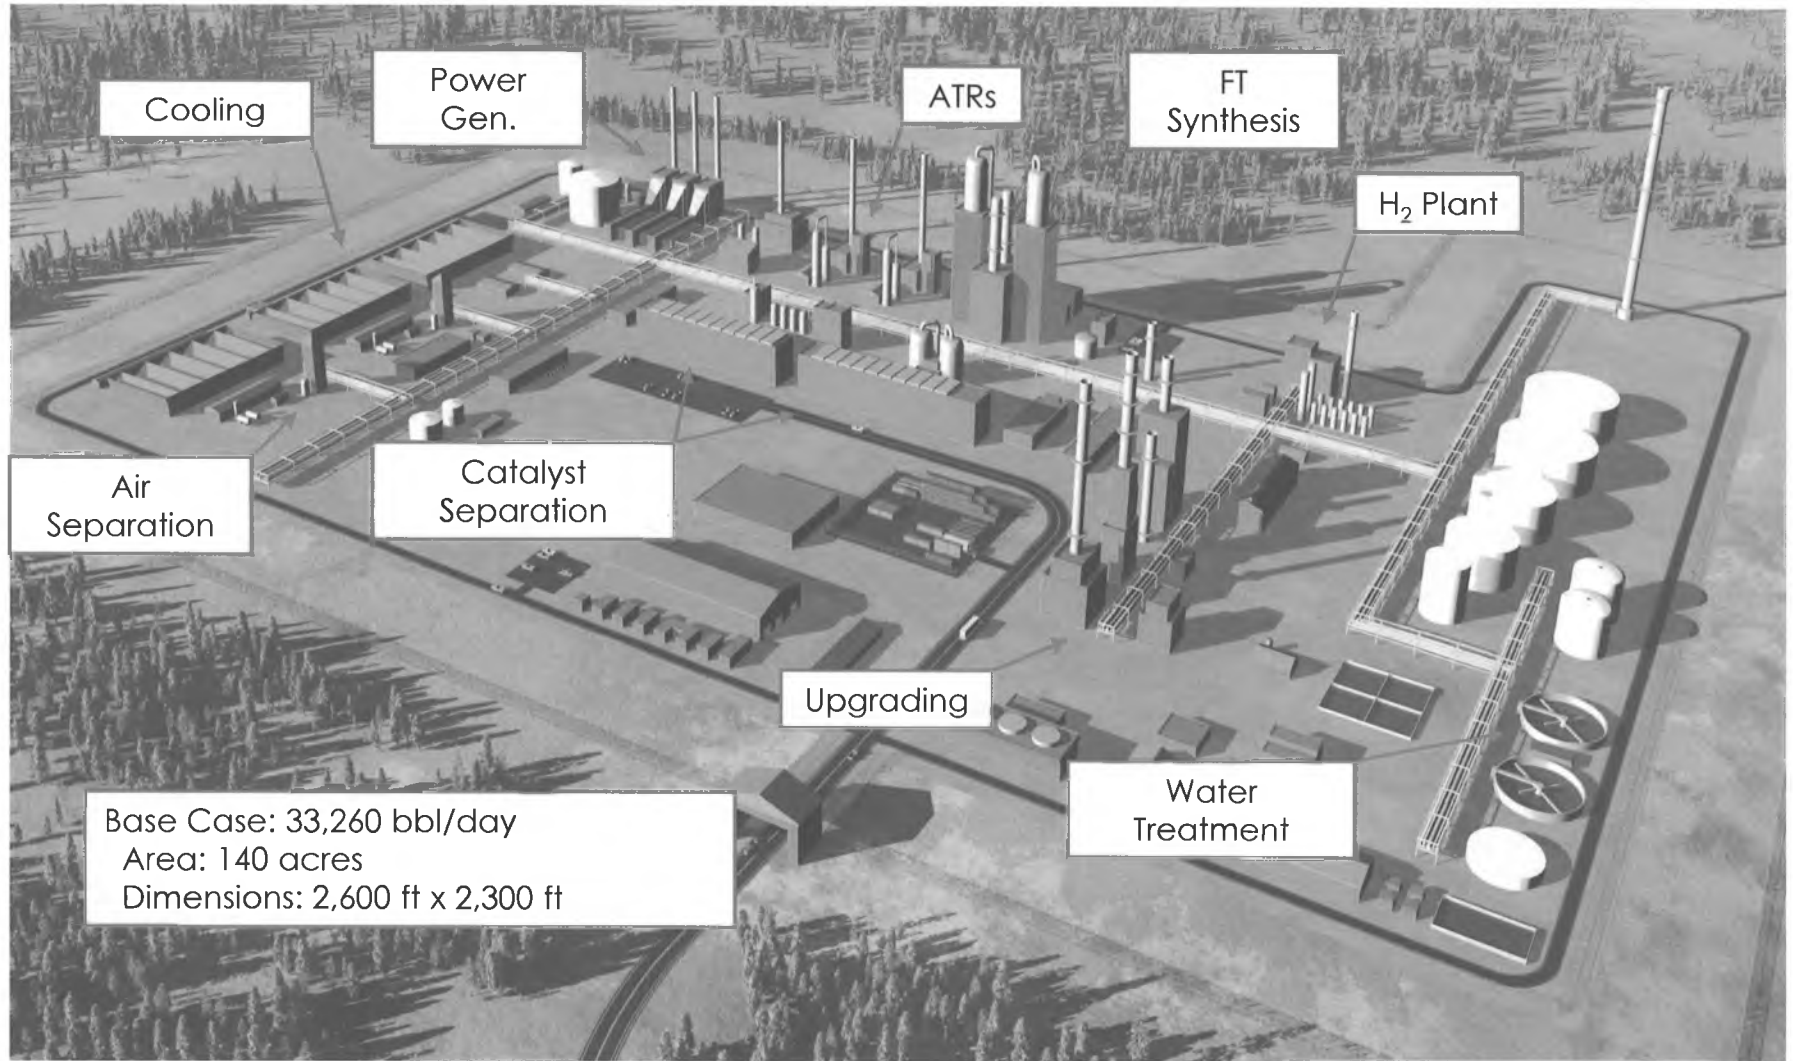 Power
Gen.
Cooling
ATRs
FT
Synthesis
H₂ Plant
Air
Separation
Catalyst
Separation
Upgrading
Water
Treatment
Base Case: 33,260 bbl/day
Area: 140 acres
Dimensions: 2,600 ft x 2,300 ft